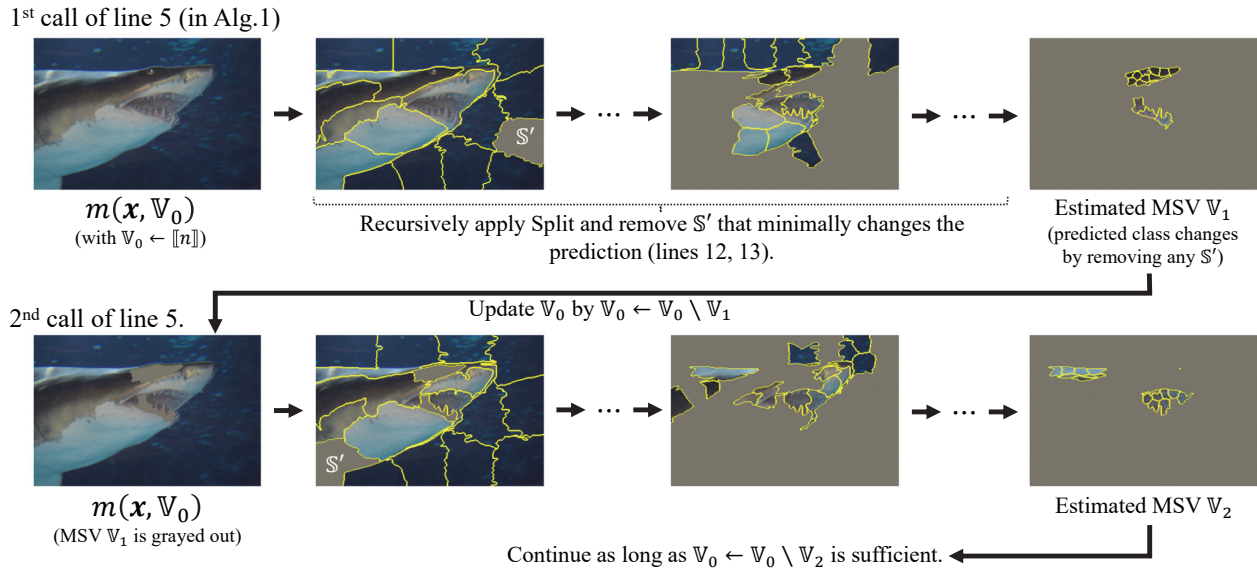 1st call of line 5 (in Alg.1)
𝕊′
m(𝒙, 𝕍₀)
(with 𝕍₀ ← ⟦n⟧)
Recursively apply Split and remove 𝕊′ that minimally changes the
prediction (lines 12, 13).
Estimated MSV 𝕍₁
(predicted class changes
by removing any 𝕊′)
Update 𝕍₀ by 𝕍₀ ← 𝕍₀ \ 𝕍₁
2nd call of line 5.
𝕊′
m(𝒙, 𝕍₀)
(MSV 𝕍₁ is grayed out)
Estimated MSV 𝕍₂
Continue as long as 𝕍₀ ← 𝕍₀ \ 𝕍₂ is sufficient.